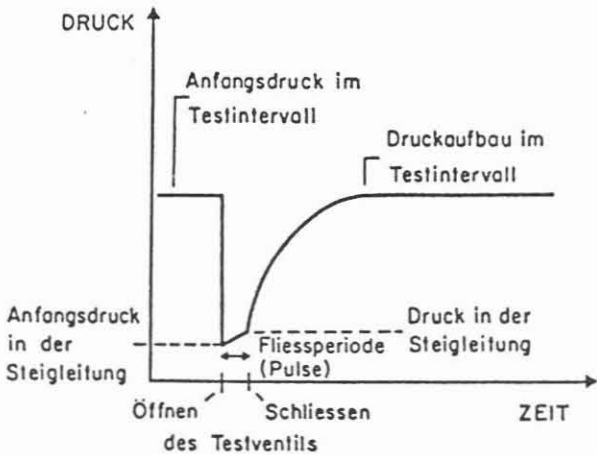 DRUCK
Anfangsdruck im
Testintervall
Druckaufbau im
Testintervall
Anfangsdruck
in der
Steigleitung
Druck in der
Steigleitung
Fliessperiode
(Pulse)
Öffnen
Schliessen
des Testventils
ZEIT